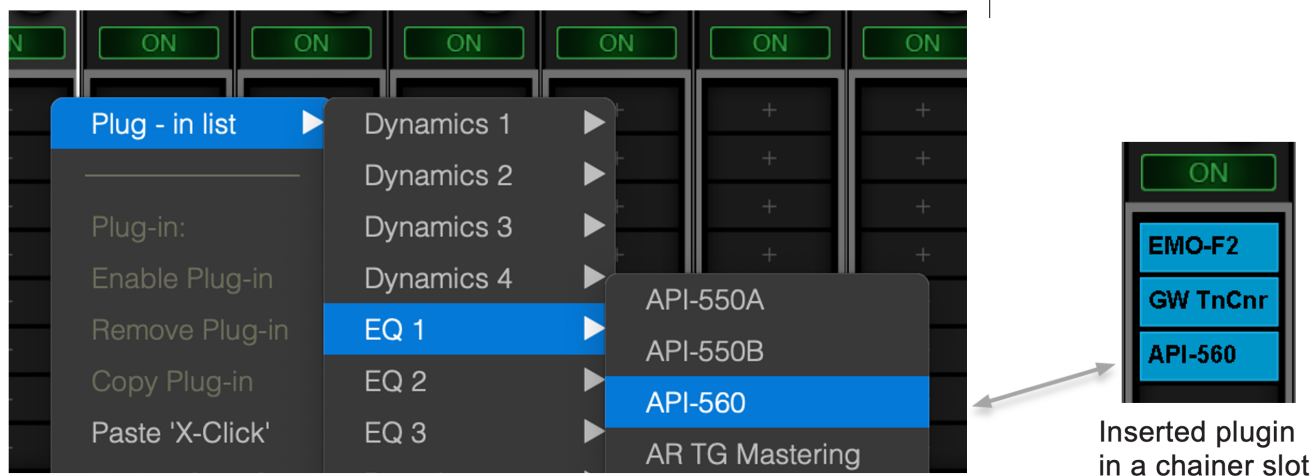 N ON ON ON ON ON ON
Plug - in list
Plug-in:
Enable Plug-in
Remove Plug-in
Copy Plug-in
Paste 'X-Click'
Dynamics 1
Dynamics 2
Dynamics 3
Dynamics 4
EQ 1
EQ 2
EQ 3
API-550A
API-550B
API-560
AR TG Mastering
ON
EMO-F2
GW TnCnr
API-560
Inserted plugin
in a chainer slot